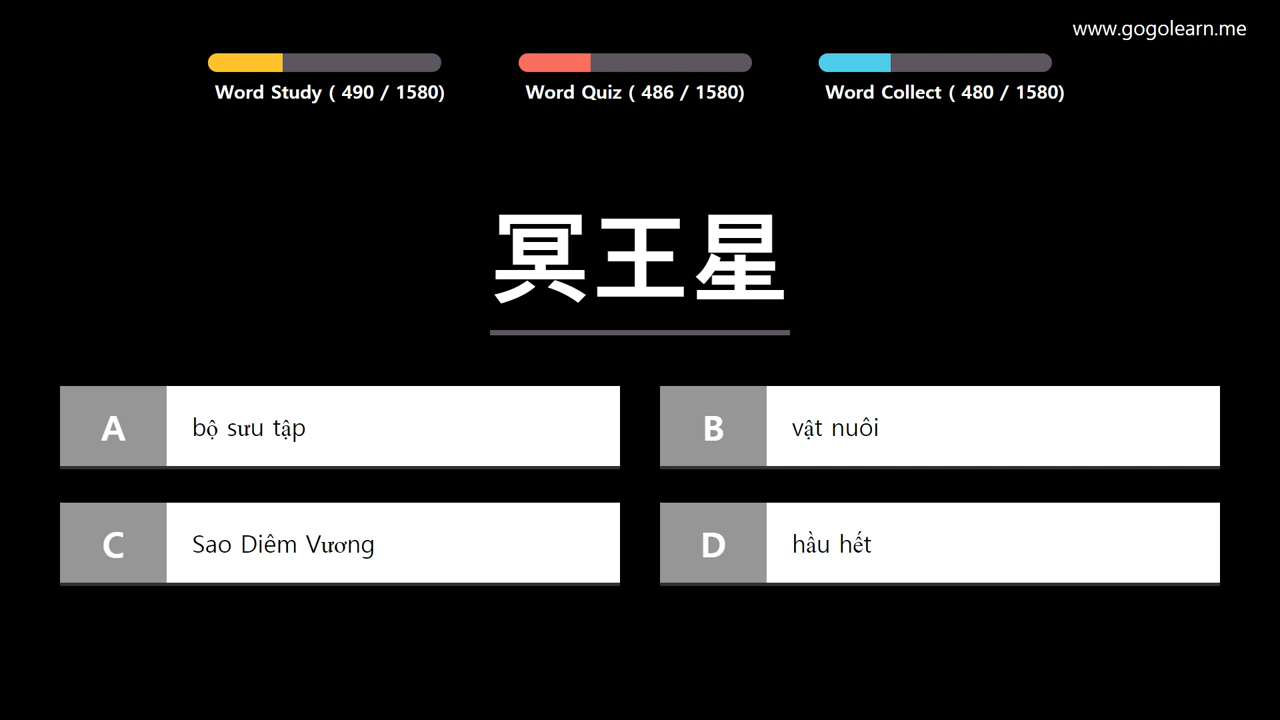 www.gogolearn.me
Word Study ( 490 / 1580)
Word Quiz ( 486 / 1580)
Word Collect ( 480 / 1580)
冥王星
A bộ sưu tập
B vật nuôi
C Sao Diêm Vương
D hầu hết